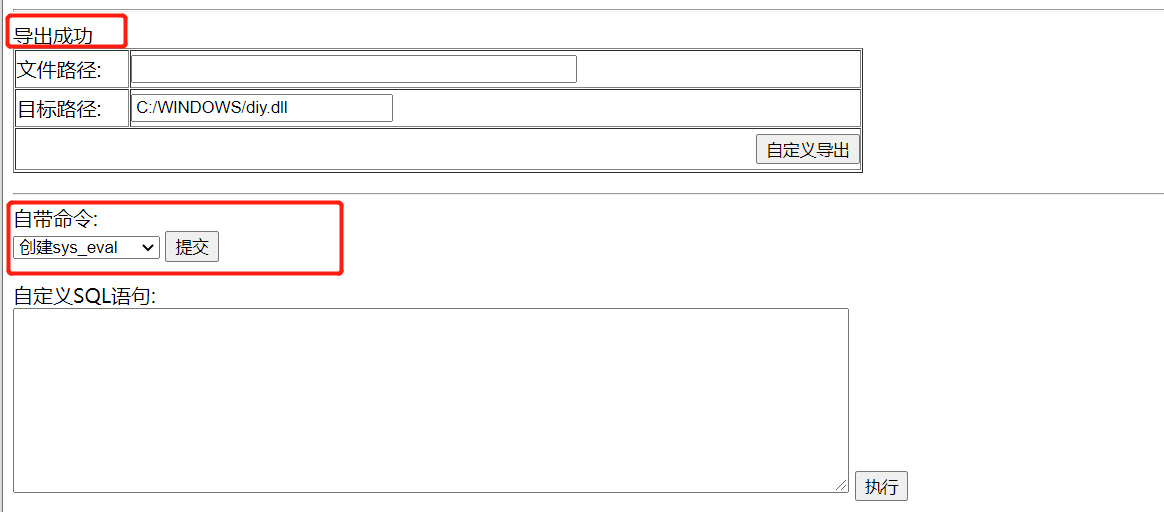 导出成功
文件路径:
目标路径: C:/WINDOWS/diy.dll
自定义导出
自带命令:
创建sys_eval 提交
自定义SQL语句:
执行